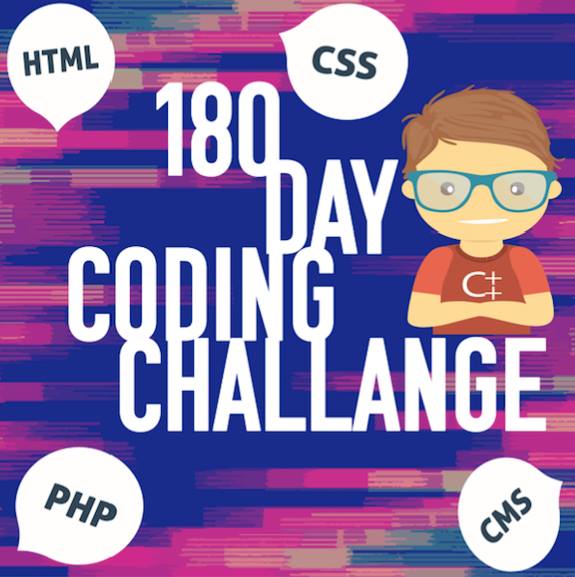 HTML
CSS
180
DAY
CODING
C++
CHALLANGE
PHP
CMS